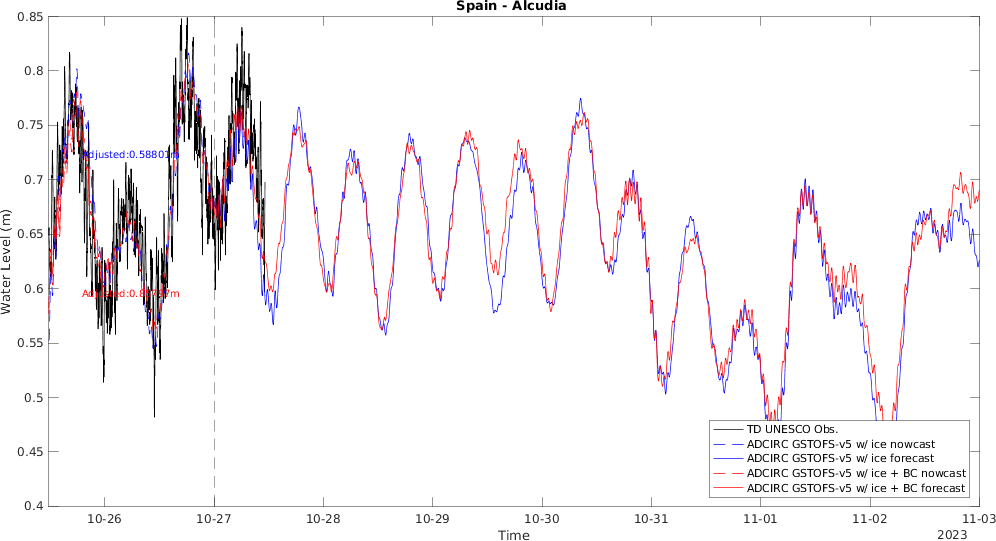 Spain - Alcudia
0.85
0.8
0.75
0.7
0.65
0.6
0.55
0.5
0.45
0.4
Water Level (m)
Adjusted:0.58801m
TD UNESCO Obs.
ADCIRC GSTOFS-v5 w/ ice nowcast
ADCIRC GSTOFS-v5 w/ ice forecast
ADCIRC GSTOFS-v5 w/ ice + BC nowcast
ADCIRC GSTOFS-v5 w/ ice + BC forecast
10-26
10-27
10-28
10-29
10-30
10-31
11-01
11-02
11-03
Time
2023